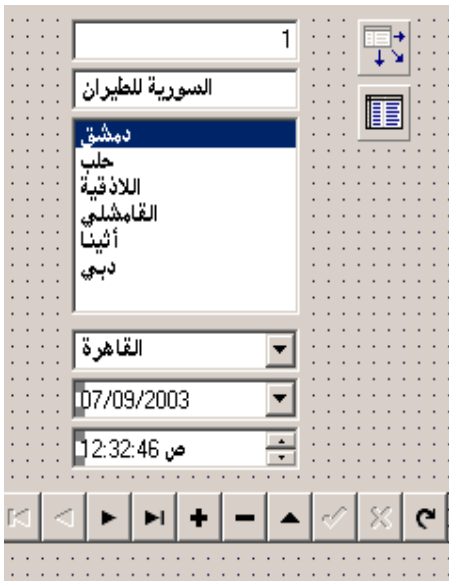 1
السورية للطيران
دمشق
حلب
اللاذقية
القامشلي
أثينا
دبي
القاهرة
07/09/2003
12:32:46 ص